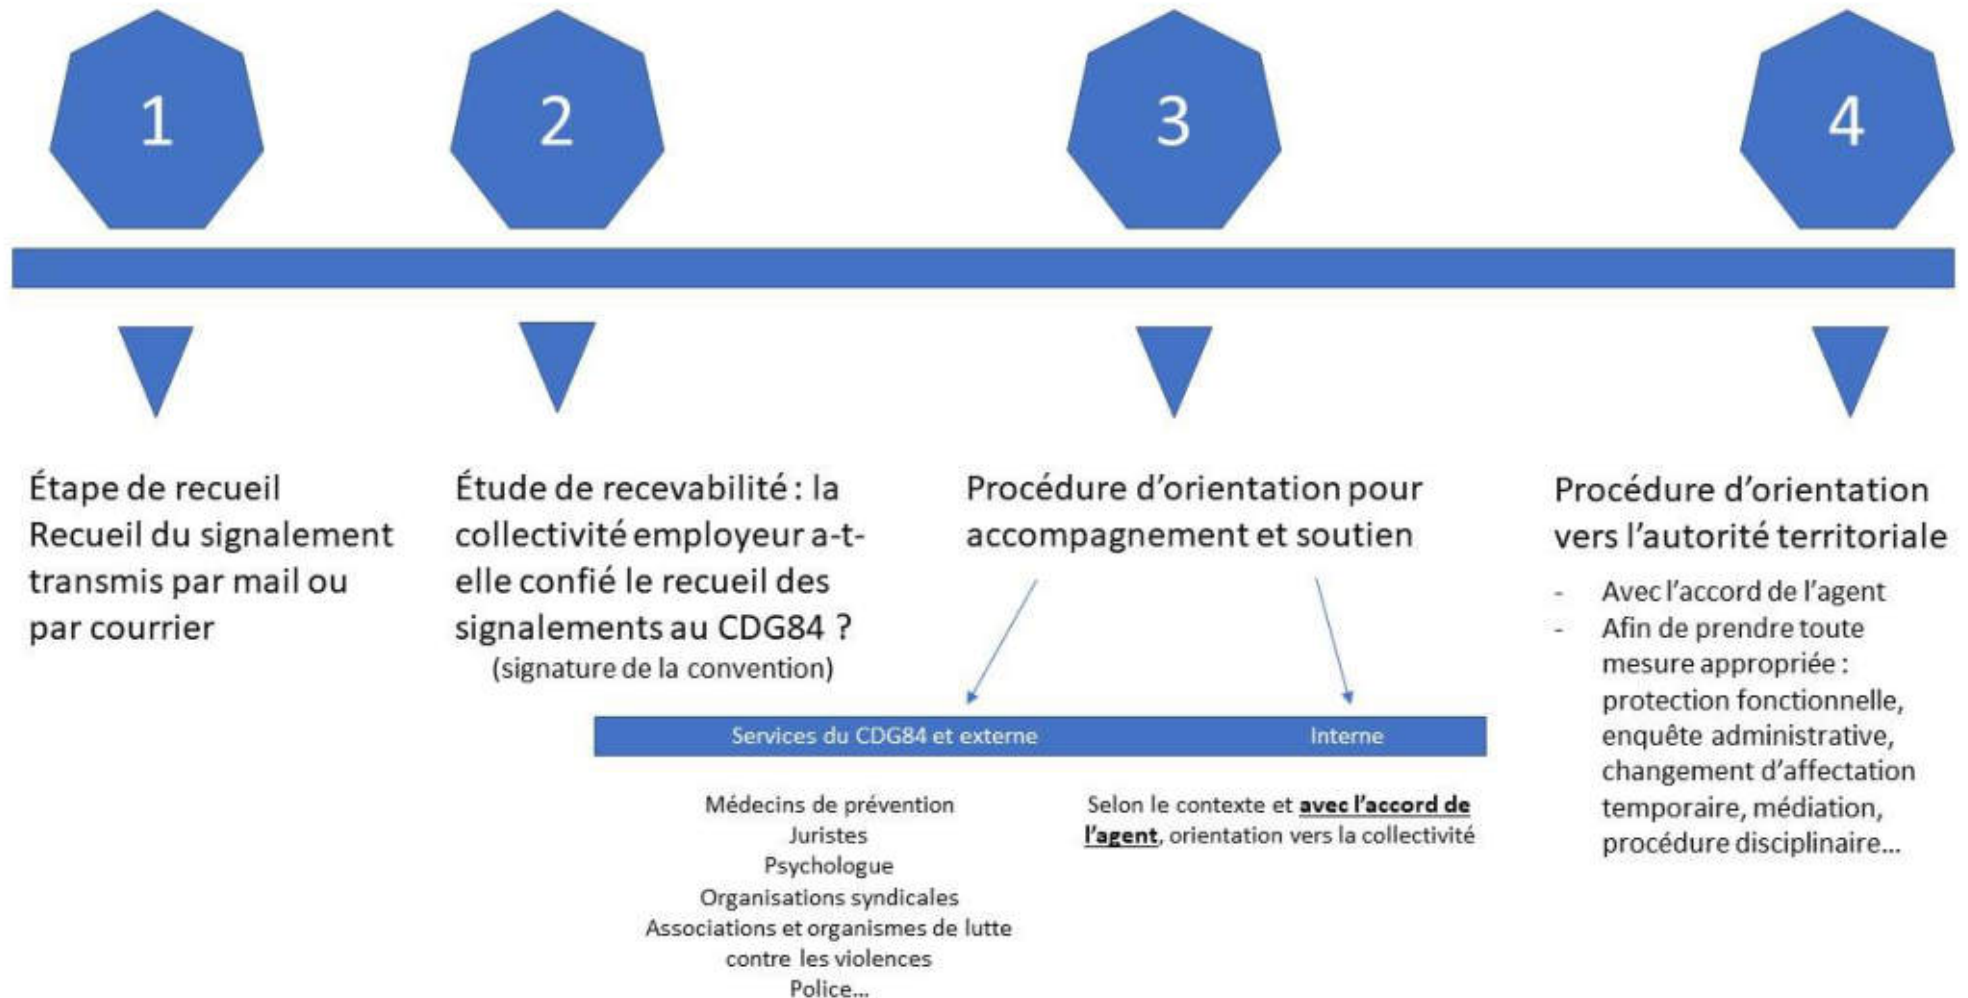 1
2
3
4
Étape de recueil
Recueil du signalement
transmis par mail ou
par courrier
Étude de recevabilité : la
collectivité employeur a-t-
elle confié le recueil des
signalements au CDG84 ?
(signature de la convention)
Procédure d'orientation pour
accompagnement et soutien
Services du CDG84 et externe
Médecins de prévention
Juristes
Psychologue
Organisations syndicales
Associations et organismes de lutte
contre les violences
Police...
Interne
Selon le contexte et avec l'accord de
l'agent, orientation vers la collectivité
Procédure d'orientation
vers l'autorité territoriale
- Avec l'accord de l'agent
- Afin de prendre toute
mesure appropriée :
protection fonctionnelle,
enquête administrative,
changement d'affectation
temporaire, médiation,
procédure disciplinaire...